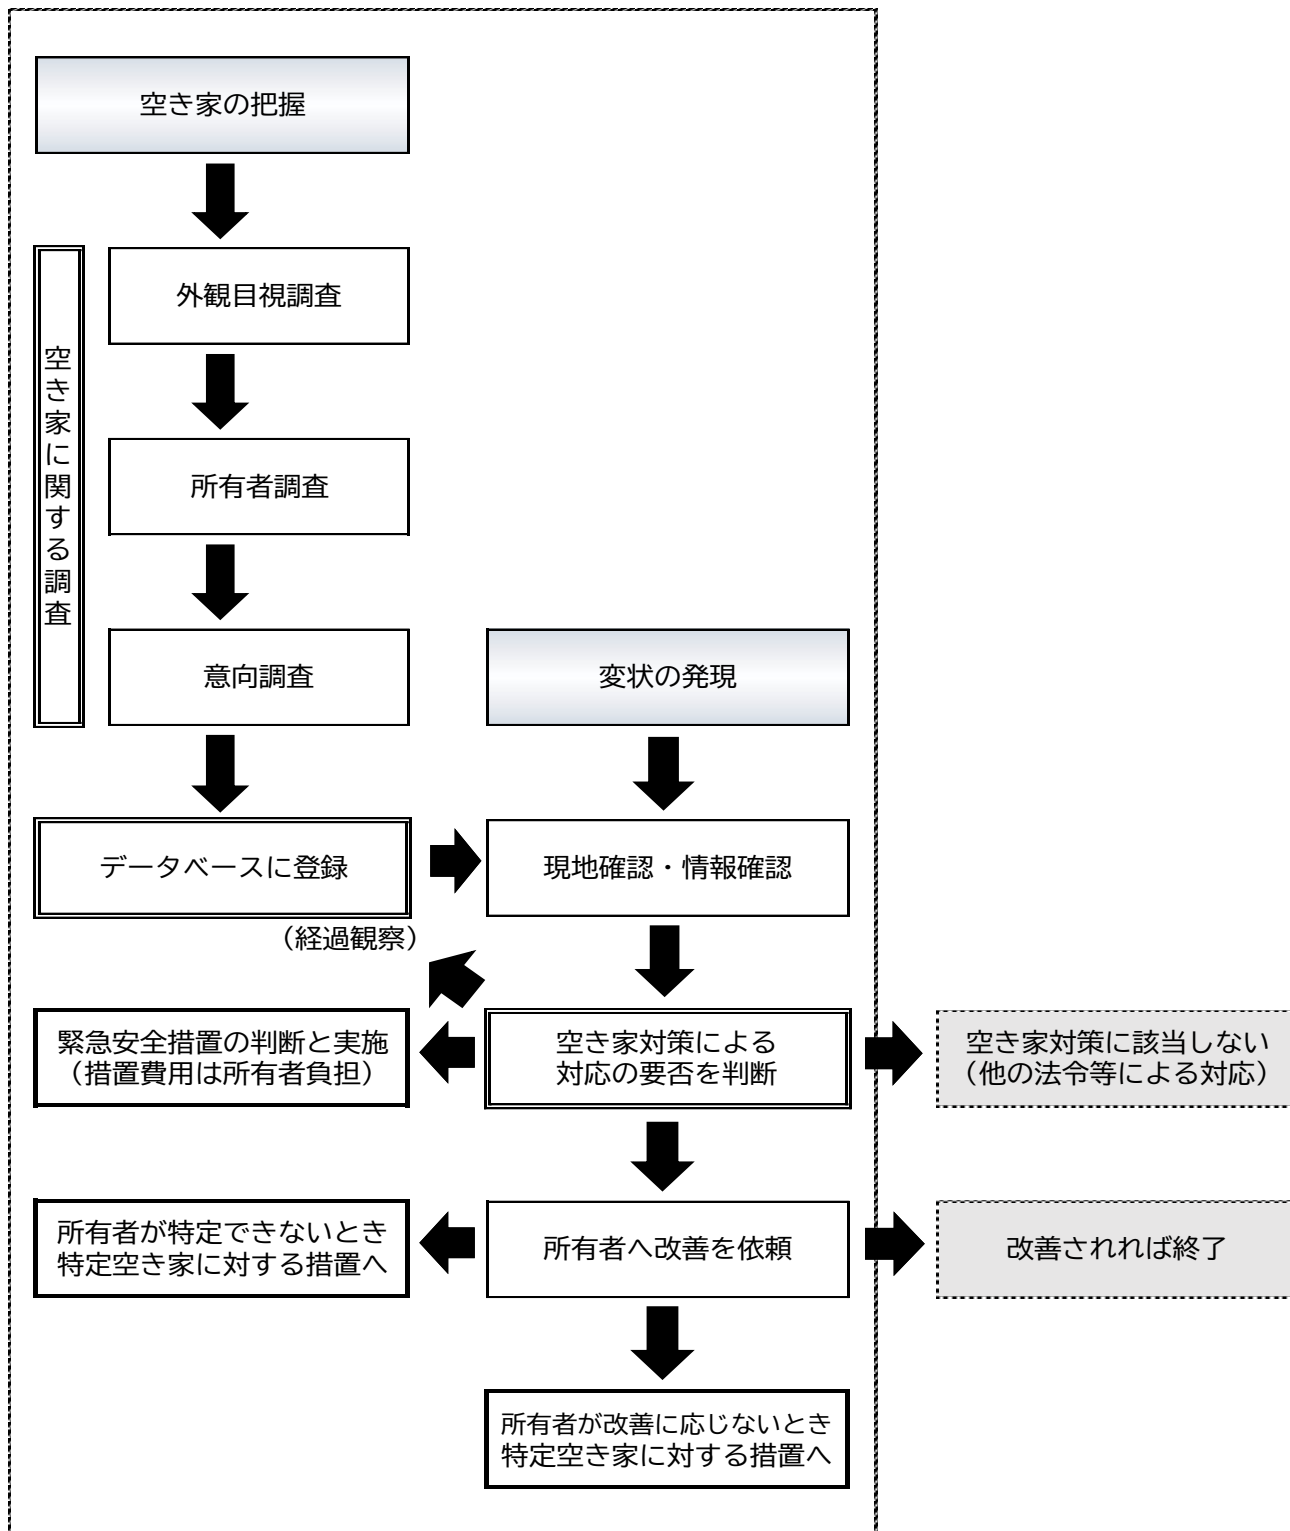 空き家の把握
空き家に関する調査
外観目視調査
所有者調査
意向調査
変状の発現
データベースに登録
現地確認・情報確認
（経過観察）
緊急安全措置の判断と実施
（措置費用は所有者負担）
空き家対策による
対応の要否を判断
空き家対策に該当しない
（他の法令等による対応）
所有者が特定できないとき
特定空き家に対する措置へ
所有者へ改善を依頼
改善されれば終了
所有者が改善に応じないとき
特定空き家に対する措置へ